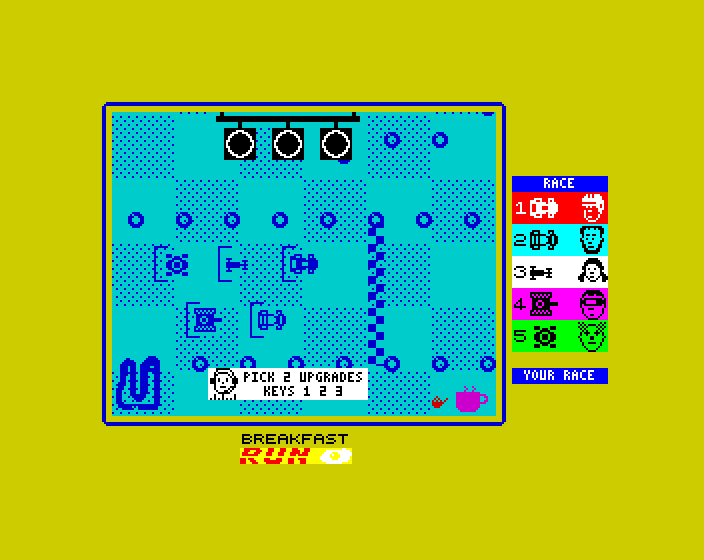 RACE
1
2
3
4
5
PICK 2 UPGRADES
KEYS 1 2 3
YOUR RACE
BREAKFAST
RUN